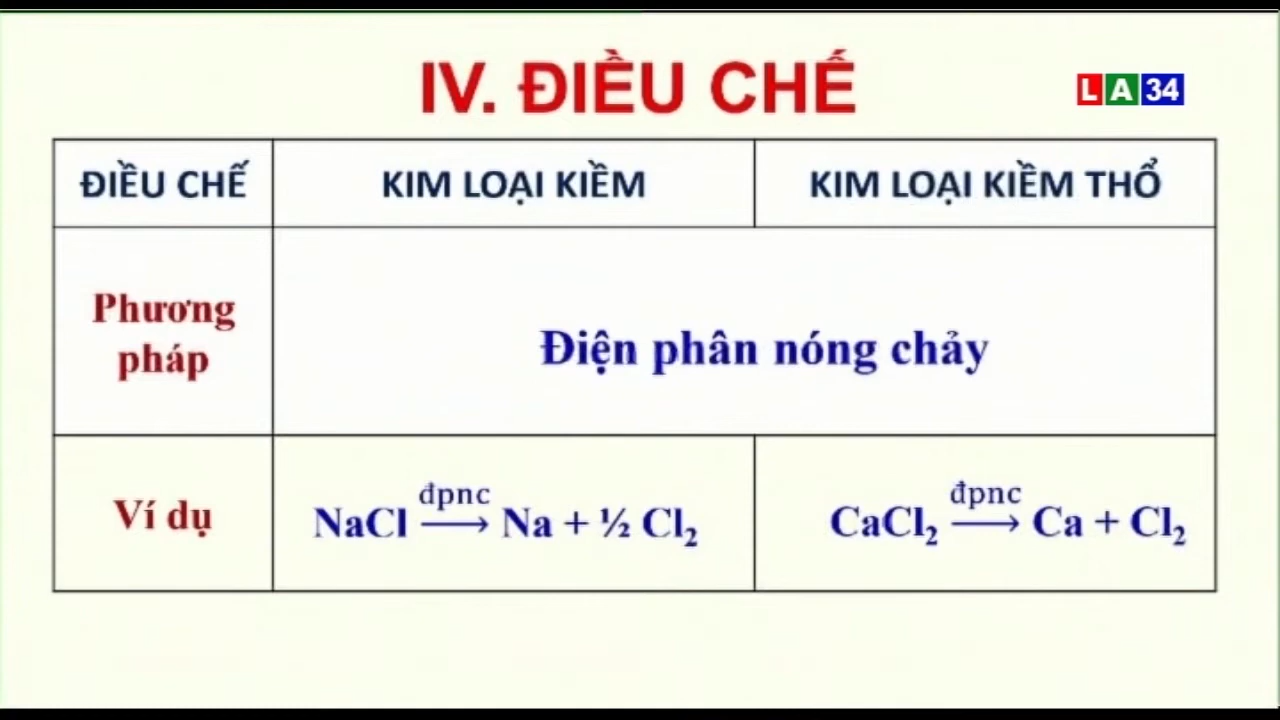 IV. ĐIỀU CHẾ
LA34
ĐIỀU CHẾ KIM LOẠI KIỀM KIM LOẠI KIỀM THỔ
Phương
pháp
Điện phân nóng chảy
Ví dụ
NaCl —đpnc→ Na + ½ Cl₂
CaCl₂ —đpnc→ Ca + Cl₂